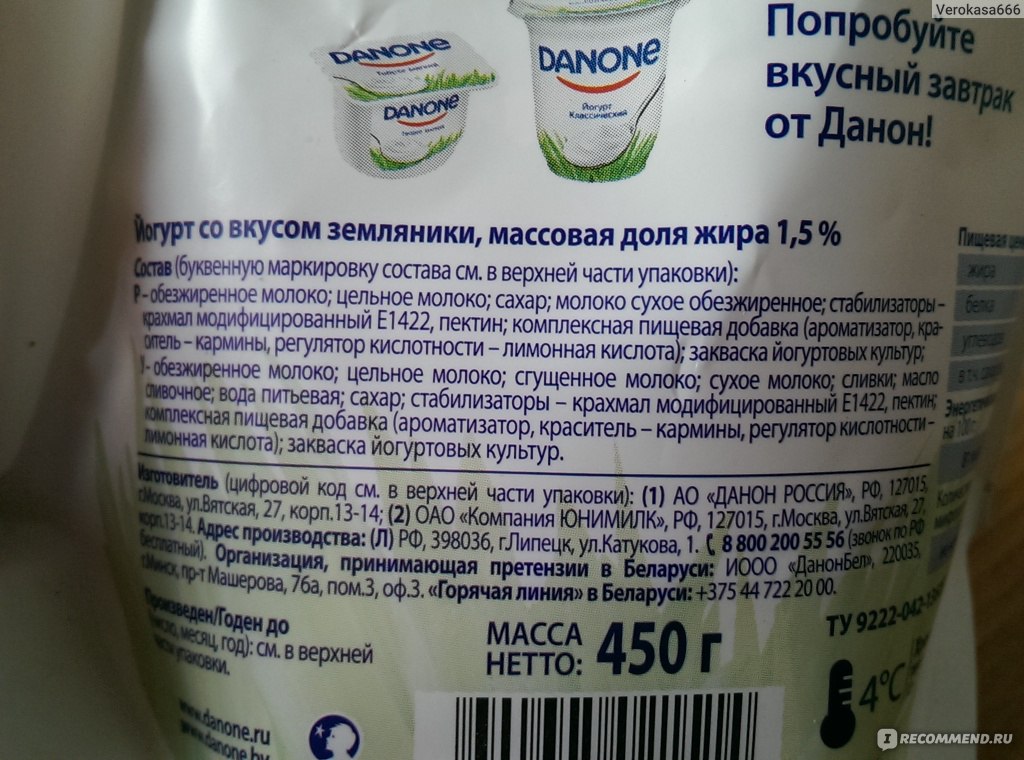 Verokasa666
Попробуйте
вкусный завтрак
от Данон!
DANONE
DANONE
DANONE
Йогурт
Классический
Йогурт со вкусом земляники, массовая доля жира 1,5 %
Состав (буквенную маркировку состава см. в верхней части упаковки):
Р – обезжиренное молоко; цельное молоко; сахар; молоко сухое обезжиренное; стабилизаторы –
крахмал модифицированный Е1422, пектин; комплексная пищевая добавка (ароматизатор, кра-
ситель – кармины, регулятор кислотности – лимонная кислота); закваска йогуртовых культур;
У - обезжиренное молоко; цельное молоко; сгущенное молоко; сухое молоко; сливки; масло
сливочное; вода питьевая; сахар; стабилизаторы – крахмал модифицированный Е1422, пектин;
комплексная пищевая добавка (ароматизатор, краситель – кармины, регулятор кислотности –
лимонная кислота); закваска йогуртовых культур.
Изготовитель (цифровой код см. в верхней части упаковки): (1) АО «ДАНОН РОССИЯ», РФ, 127015,
г.Москва, ул.Вятская, 27, корп.13-14; (2) ОАО «Компания ЮНИМИЛК», РФ, 127015, г.Москва, ул.Вятская, 27,
корп.13-14. Адрес производства: (Л) РФ, 398036, г.Липецк, ул.Катукова, 1. 8 800 200 55 56 (звонок по РФ
бесплатный). Организация, принимающая претензии в Беларуси: ИООО «ДанонБел», 220035,
г.Минск, пр-т Машерова, 76а, пом.3, оф.3. «Горячая линия» в Беларуси: +375 44 722 20 00.
Произведен/Годен до
(число, месяц, год): см. в верхней
части упаковки.
МАССА
НЕТТО: 450 г
ТУ 9222-042-
4°C
www.danone.ru
www.danone.by
Пищевая
жира
белка
углеводов
на 100 г
RECOMMEND.RU